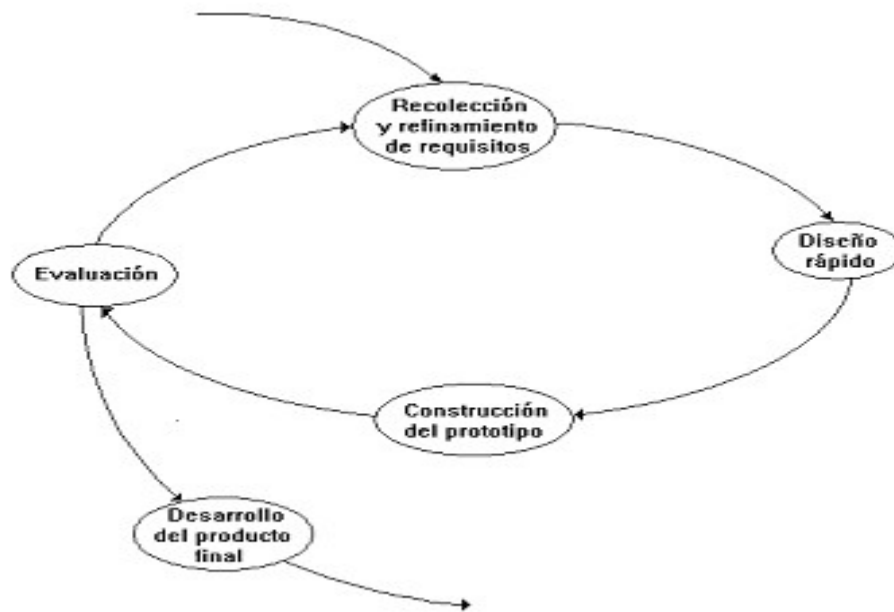 Recolección
y refinamiento
de requisitos
Diseño
rápido
Evaluación
Construcción
del prototipo
Desarrollo
del producto
final